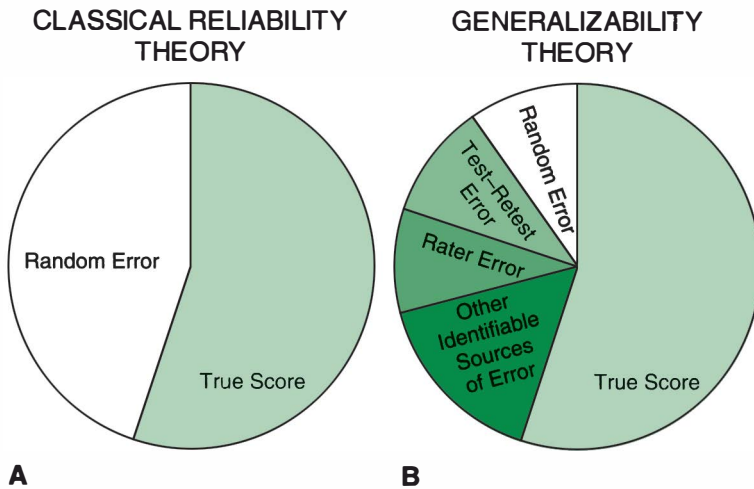 CLASSICAL RELIABILITY
THEORY
Random Error
True Score
A
GENERALIZABILITY
THEORY
Random Error
Test–Retest
Error
Rater Error
Other
Identifiable
Sources
of Error
True Score
B